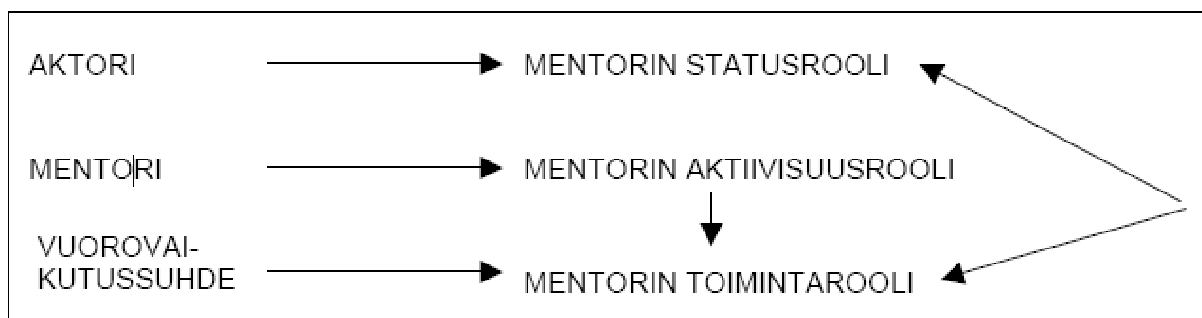 AKTORI MENTORIN STATUSROOLI
MENTORI MENTORIN AKTIIVISUUSROOLI
VUOROVAI-
KUTUSSUHDE MENTORIN TOIMINTAROOLI